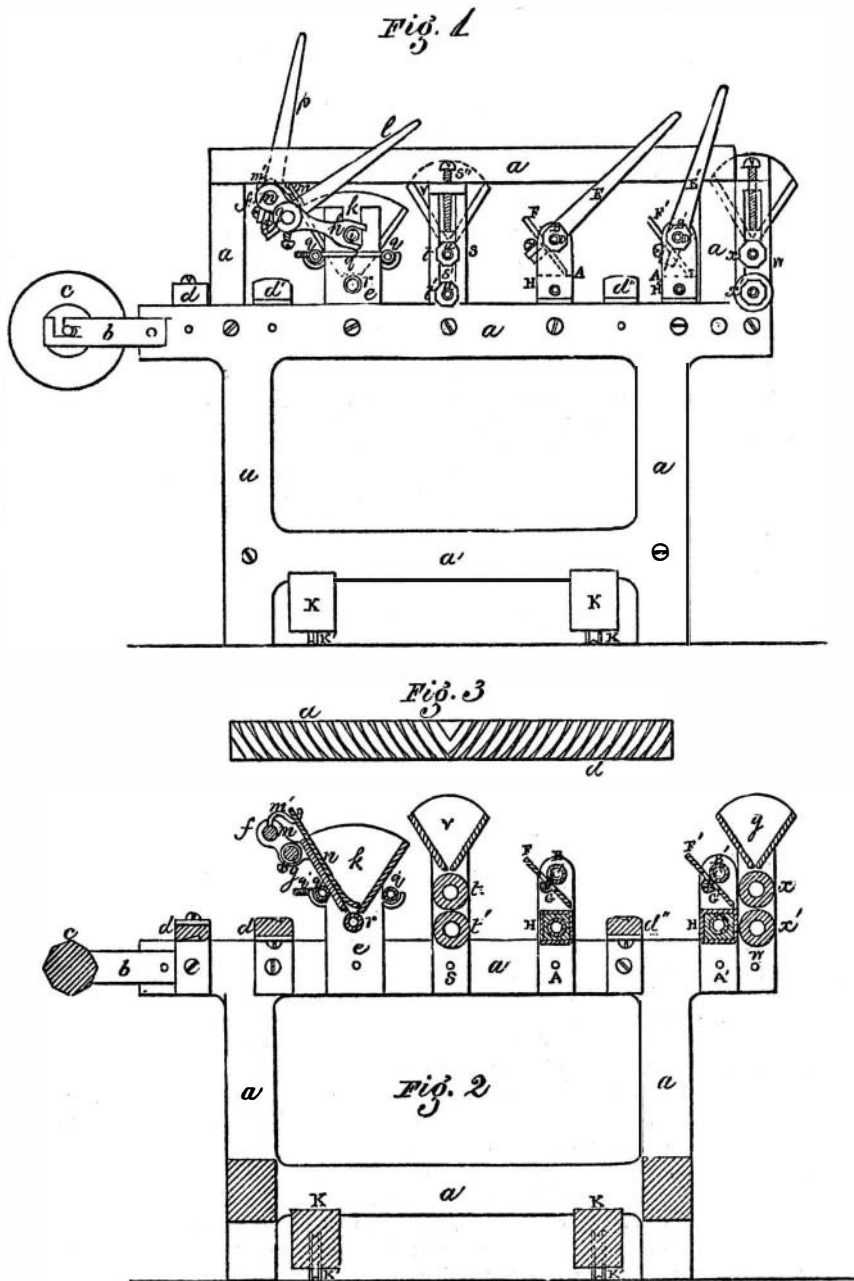 Fig. 1
p
l
a
m'
m
n
S"
E
E'
f
k
h
F
F'
a
g
q
q
t
S
B
B'
a
x
w
c
d
d'
r
e
t'
S'
H
A
d"
A
x'
b
a
u
a
a'
K
K
K'
K
Fig. 3
a
d
m'
f
m
n
k
v
g
F
B
F'
B'
g
q'
q
q
t
G
G
x
c
d
d
r
t'
H
d"
H
x'
b
e
S
a
A
A'
w
a
Fig. 2
a
a
K
K
K'
K'